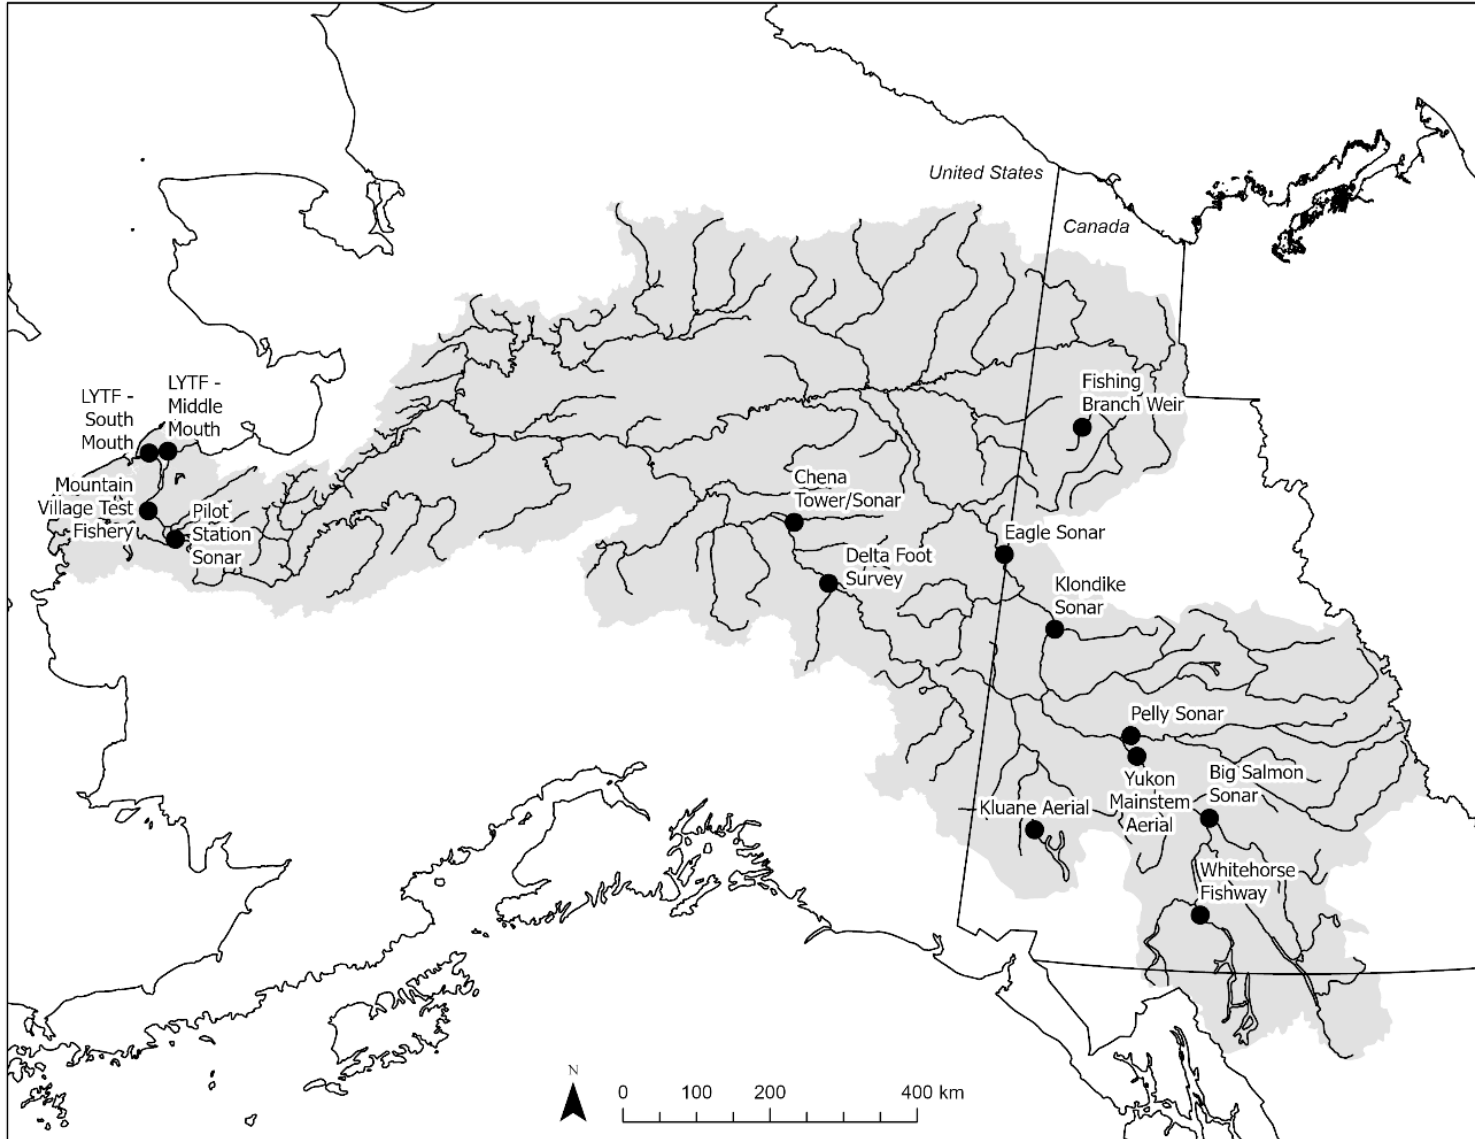 United States
Canada
LYTF -
South
Mouth
LYTF -
Middle
Mouth
Fishing
Branch Weir
Mountain
Village Test
Fishery
Pilot
Station
Sonar
Chena
Tower/Sonar
Eagle Sonar
Delta Foot
Survey
Klondike
Sonar
Pelly Sonar
Yukon
Mainstem
Aerial
Big Salmon
Sonar
Kluane Aerial
Whitehorse
Fishway
N
0 100 200 400 km